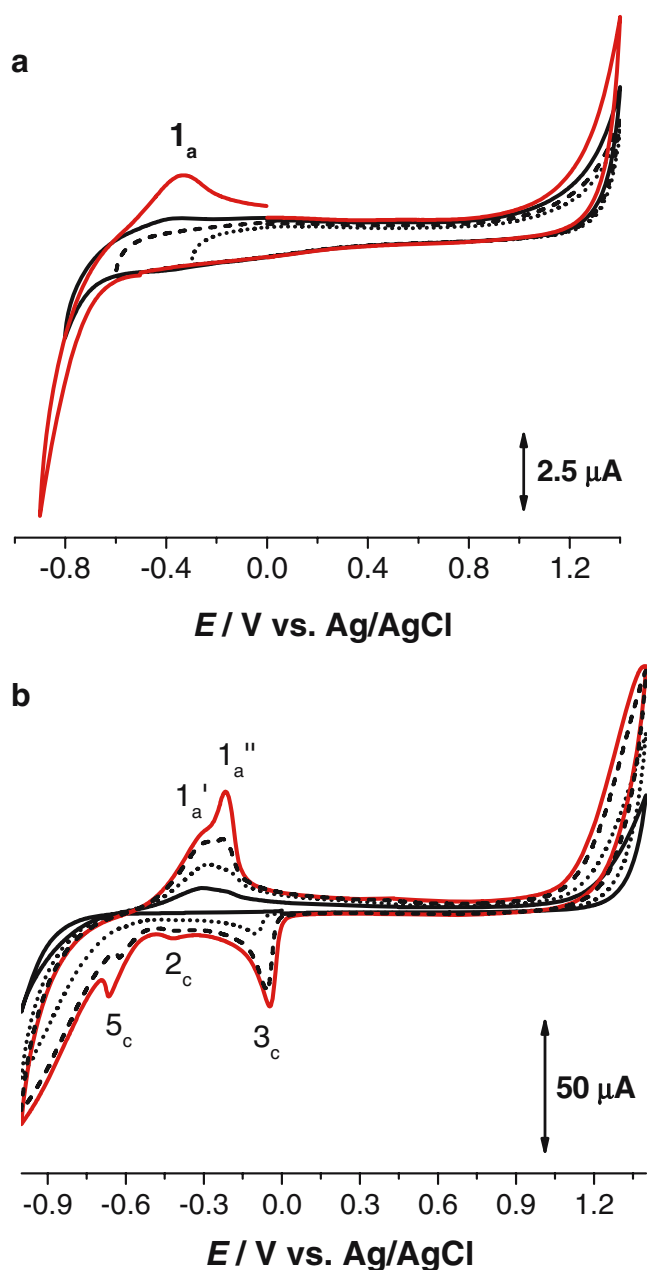 a
1a
2.5 μA
-0.8 -0.4 0.0 0.4 0.8 1.2
E / V vs. Ag/AgCl
b
1a''
1a'
2c
5c
3c
50 μA
-0.9 -0.6 -0.3 0.0 0.3 0.6 0.9 1.2
E / V vs. Ag/AgCl